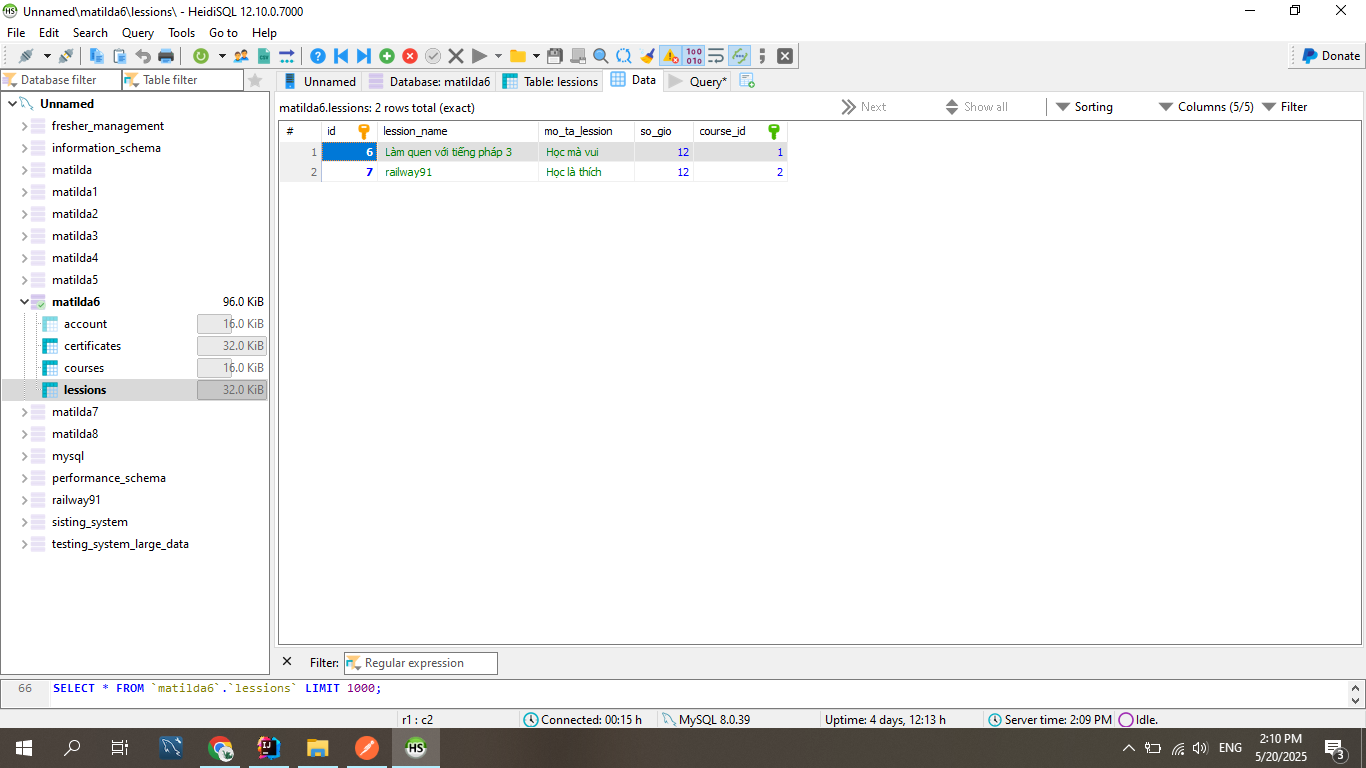 Unnamed\matilda6\lessions\ - HeidiSQL 12.10.0.7000
File Edit Search Query Tools Go to Help
Donate
Database filter Table filter
Unnamed Database: matilda6 Table: lessions Data Query*
matilda6.lessions: 2 rows total (exact) Next Show all Sorting Columns (5/5) Filter
# id lession_name mo_ta_lession so_gio course_id
1 6 Làm quen với tiếng pháp 3 Học mà vui 12 1
2 7 railway91 Học là thích 12 2
Unnamed
fresher_management
information_schema
matilda
matilda1
matilda2
matilda3
matilda4
matilda5
matilda6 96.0 KiB
account 16.0 KiB
certificates 32.0 KiB
courses 16.0 KiB
lessions 32.0 KiB
matilda7
matilda8
mysql
performance_schema
railway91
sisting_system
testing_system_large_data
Filter: Regular expression
66 SELECT * FROM `matilda6`.`lessions` LIMIT 1000;
r1 : c2 Connected: 00:15 h MySQL 8.0.39 Uptime: 4 days, 12:13 h Server time: 2:09 PM Idle.
HS
ENG
2:10 PM
5/20/2025
3